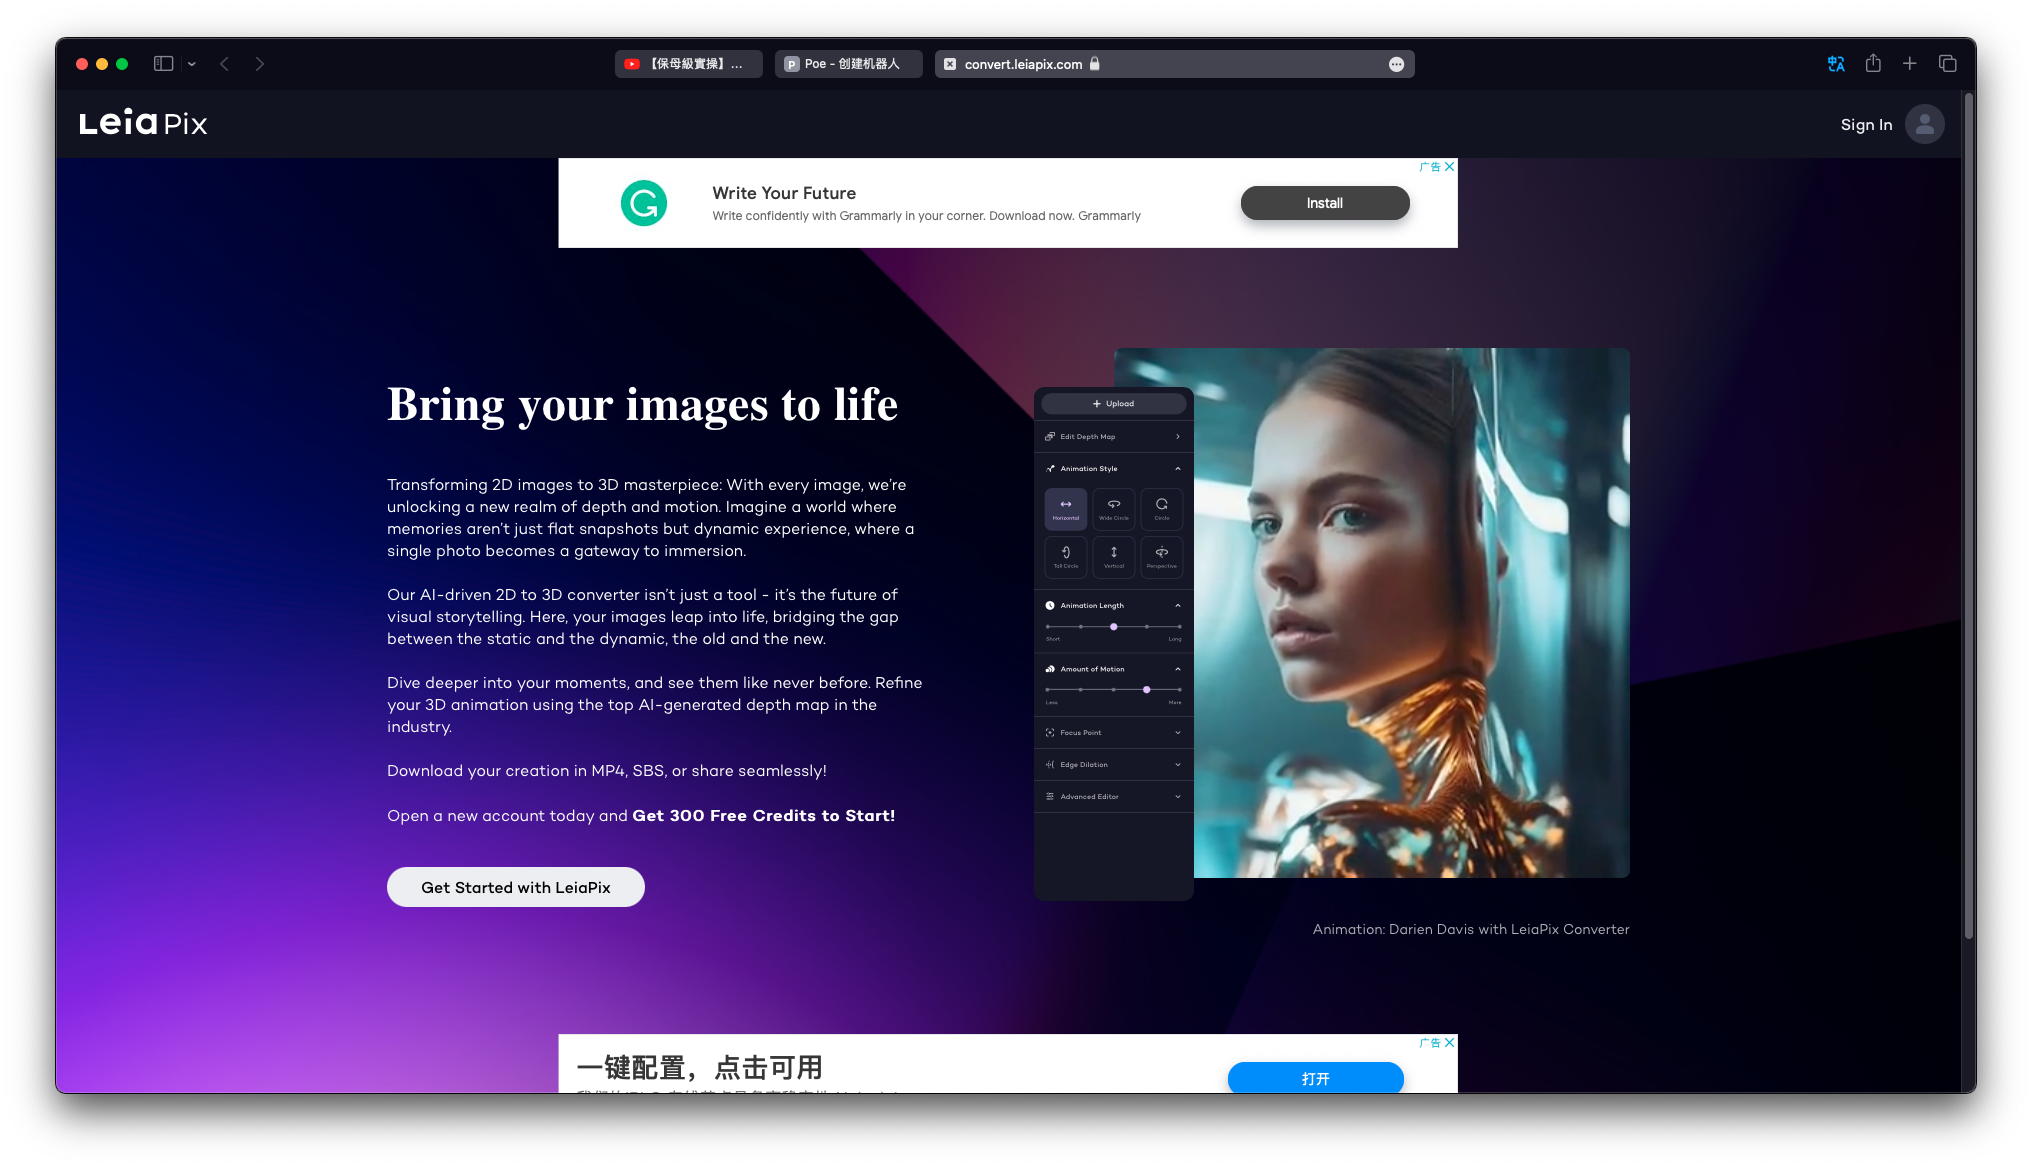 【保母級實操】...
Poe - 创建机器人
convert.leiapix.com
Leia Pix
Sign In
广告
Write Your Future
Write confidently with Grammarly in your corner. Download now. Grammarly
Install
Bring your images to life
Transforming 2D images to 3D masterpiece: With every image, we’re
unlocking a new realm of depth and motion. Imagine a world where
memories aren’t just flat snapshots but dynamic experience, where a
single photo becomes a gateway to immersion.
Our AI-driven 2D to 3D converter isn’t just a tool - it’s the future of
visual storytelling. Here, your images leap into life, bridging the gap
between the static and the dynamic, the old and the new.
Dive deeper into your moments, and see them like never before. Refine
your 3D animation using the top AI-generated depth map in the
industry.
Download your creation in MP4, SBS, or share seamlessly!
Open a new account today and Get 300 Free Credits to Start!
Get Started with LeiaPix
+ Upload
Edit Depth Map
Animation Style
Horizontal
Wide Circle
Circle
Tall Circle
Vertical
Perspective
Animation Length
Short
Long
Amount of Motion
Less
More
Focus Point
Edge Dilation
Advanced Editor
Animation: Darien Davis with LeiaPix Converter
广告
一键配置，点击可用
打开